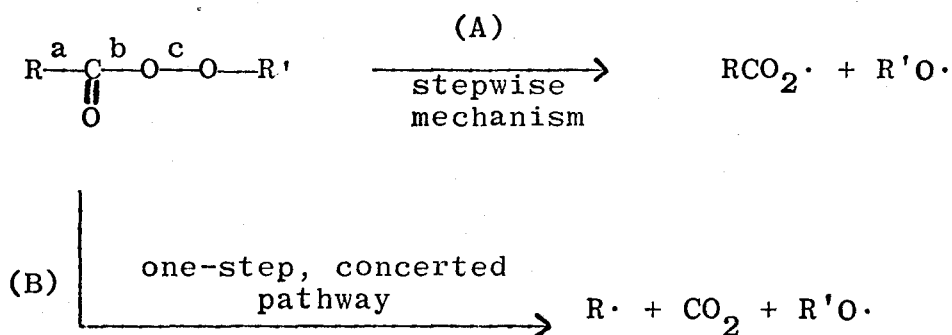 a b c (A)
R—C—O—O—R' RCO₂· + R'O·
O stepwise
mechanism
(B) one-step, concerted
pathway R· + CO₂ + R'O·